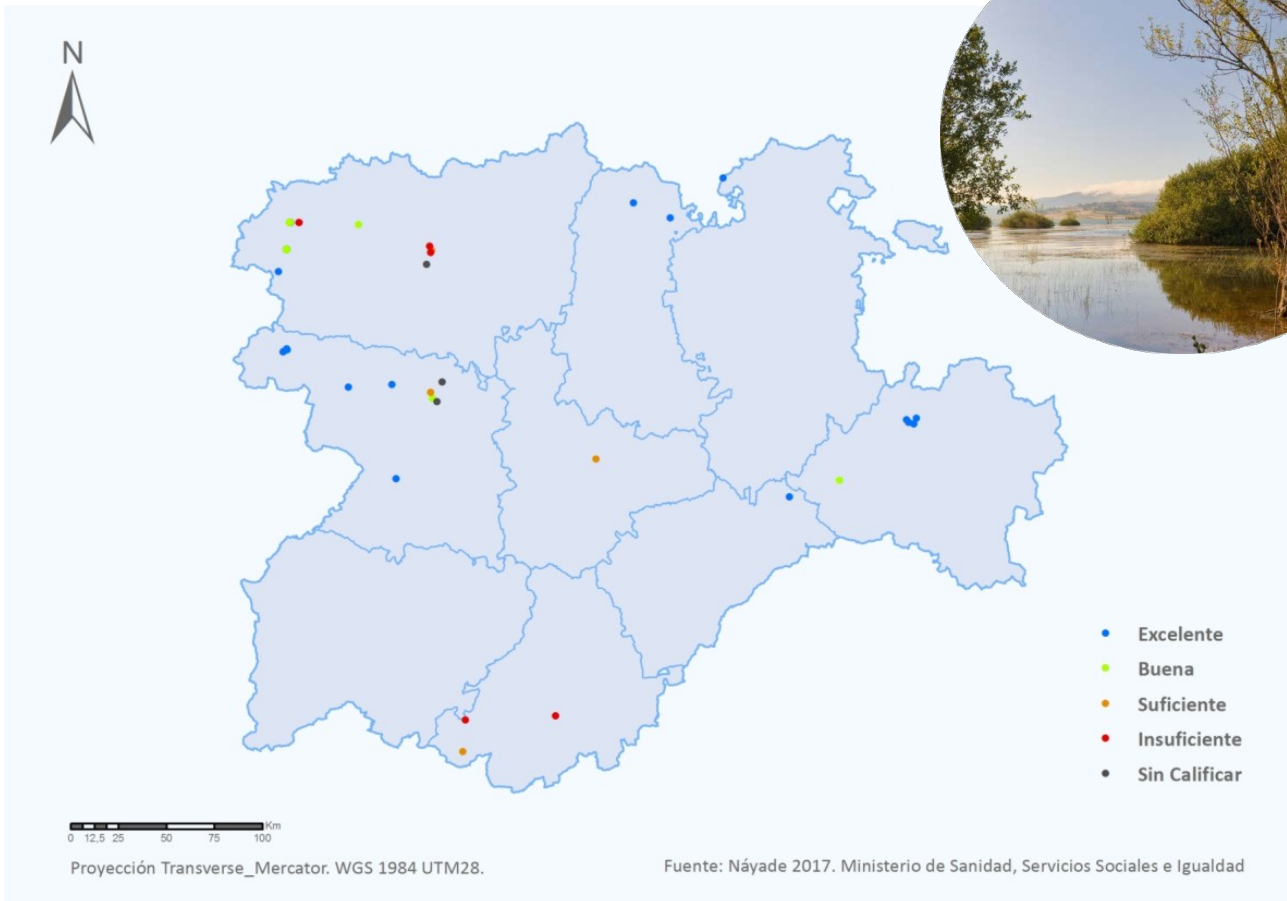 N
Excelente
Buena
Suficiente
Insuficiente
Sin Calificar
Km
0 12,5 25 50 75 100
Proyección Transverse_Mercator. WGS 1984 UTM28.
Fuente: Náyade 2017. Ministerio de Sanidad, Servicios Sociales e Igualdad